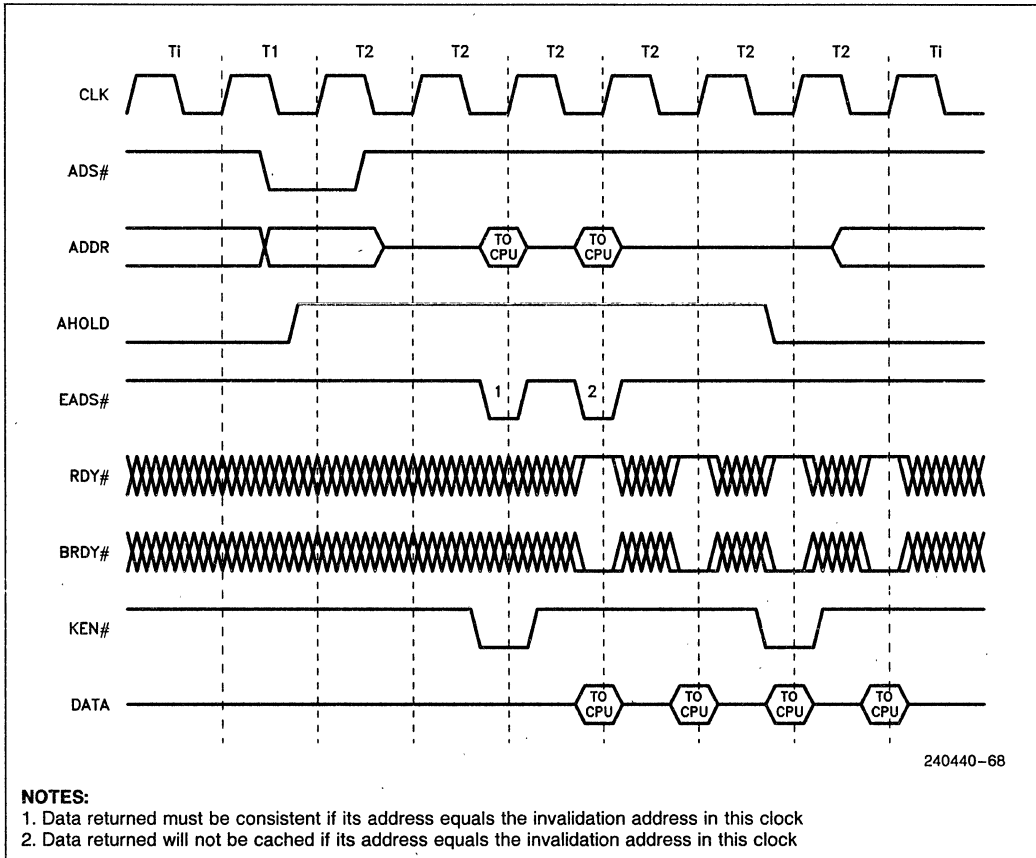 Ti T1 T2 T2 T2 T2 T2 T2 Ti
CLK
ADS#
ADDR TO CPU TO CPU
AHOLD
EADS# 1 2
RDY#
BRDY#
KEN#
DATA TO CPU TO CPU TO CPU TO CPU
240440-68
NOTES:
1. Data returned must be consistent if its address equals the invalidation address in this clock
2. Data returned will not be cached if its address equals the invalidation address in this clock